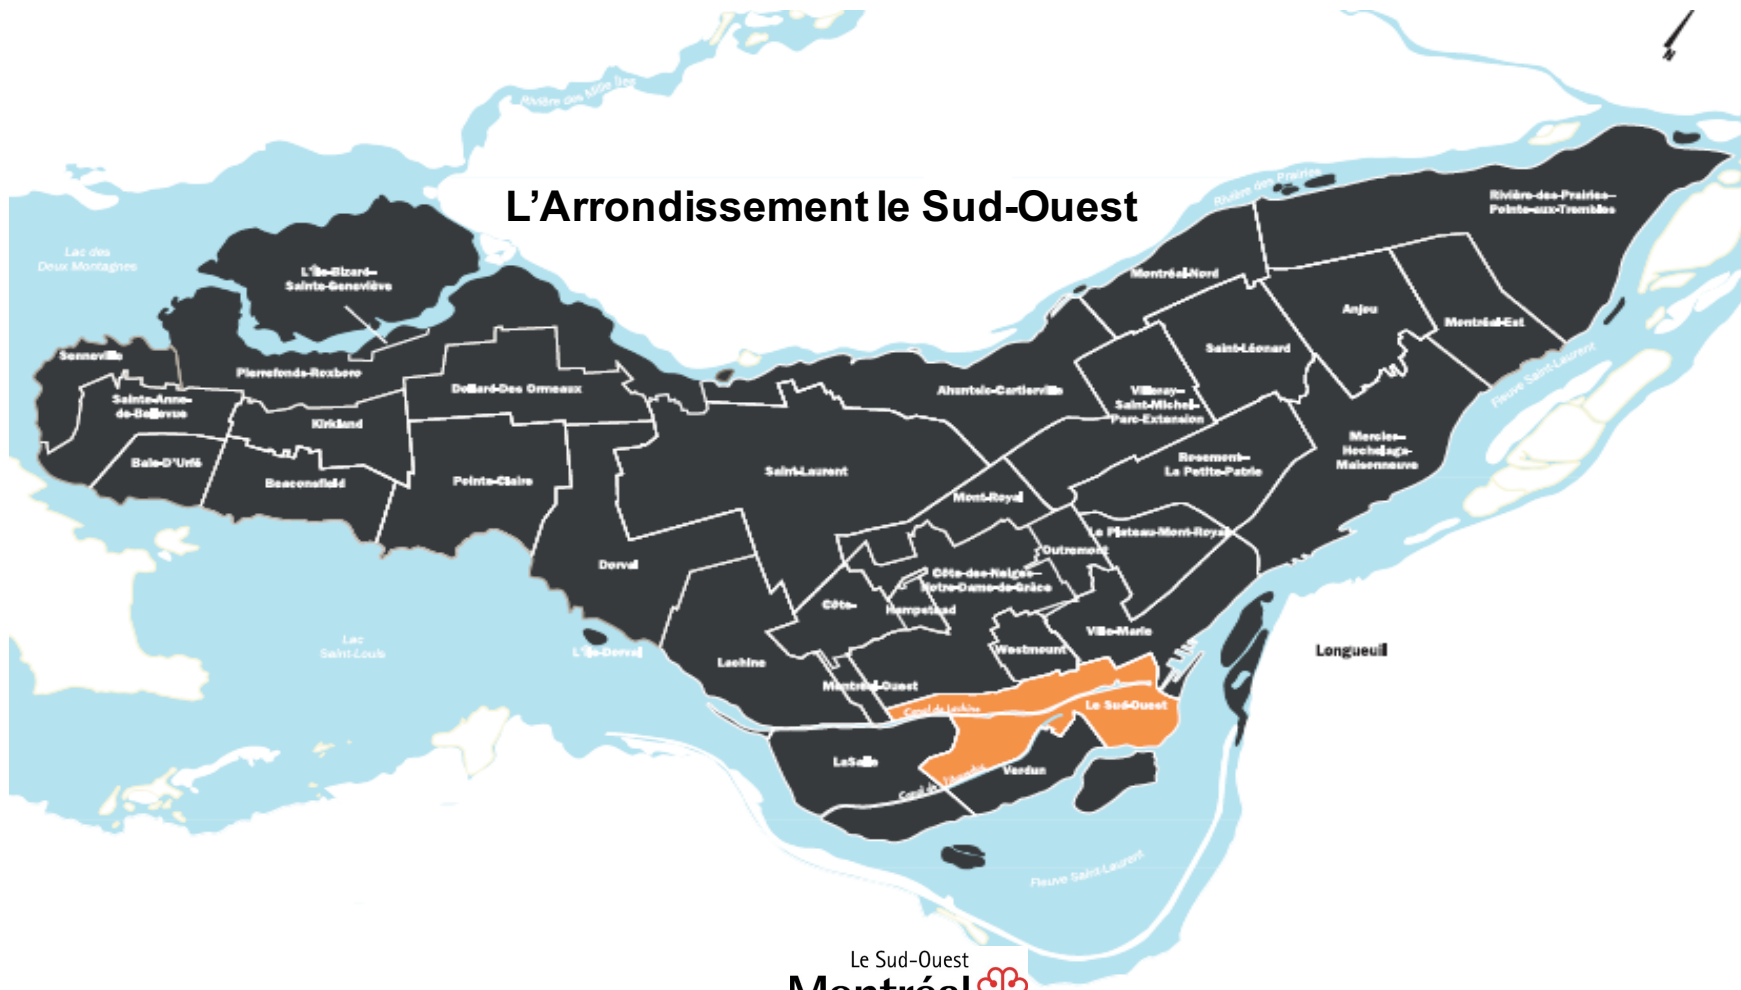 N
Rivière des Mille Îles
L'Arrondissement le Sud-Ouest
Rivière des Prairies
Rivière-des-Prairies–
Pointe-aux-Trembles
Lac des
Deux Montagnes
L'Île-Bizard–
Sainte-Geneviève
Montréal-Nord
Anjou
Montréal-Est
Saint-Léonard
Senneville
Pierrefonds-Roxboro
Dollard-Des Ormeaux
Ahuntsic-Cartierville
Villeray–
Saint-Michel–
Parc-Extension
Fleuve Saint-Laurent
Sainte-Anne-
de-Bellevue
Kirkland
Mercier–
Hochelaga-
Maisonneuve
Baie-D'Urfé
Beaconsfield
Pointe-Claire
Saint-Laurent
Rosemont–
La Petite-Patrie
Mont-Royal
Le Plateau-Mont-Royal
Outremont
Dorval
Côte-des-Neiges–
Notre-Dame-de-Grâce
Côte-
Hampstead
Ville-Marie
Lac
Saint-Louis
L'Île-Dorval
Westmount
Longueuil
Lachine
Montréal-Ouest
Canal de Lachine
Le Sud-Ouest
LaSalle
Verdun
Canal de l'Aqueduc
Fleuve Saint-Laurent
Le Sud-Ouest
Montréal